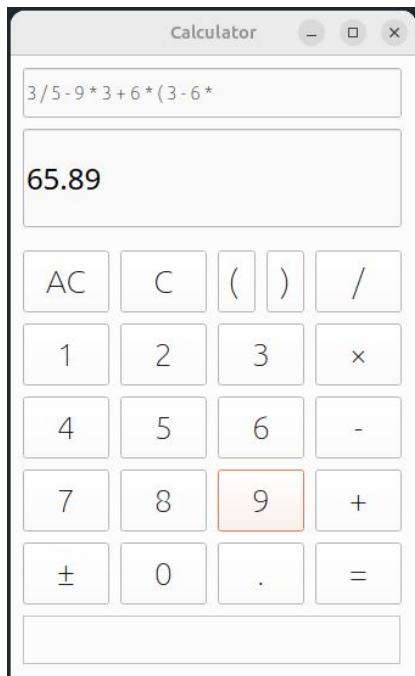 Calculator
3/5-9*3+6*(3-6*
65.89
AC C ( ) /
1 2 3 ×
4 5 6 -
7 8 9 +
± 0 . =